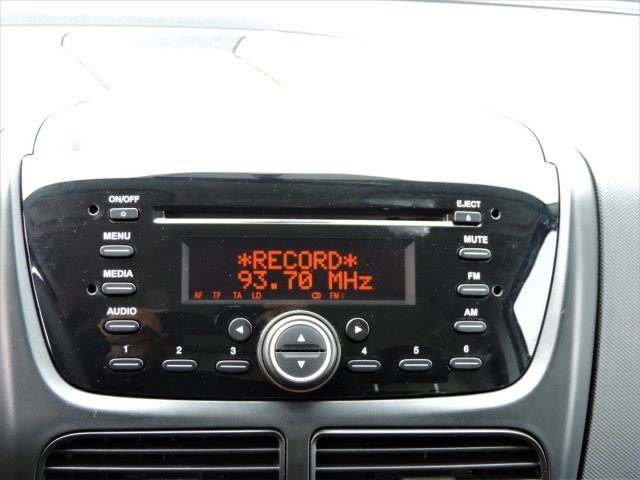 ON/OFF
EJECT
MENU
MUTE
*RECORD*
93.70 MHz
MEDIA
FM
AF TP TA LD CD FM1
AUDIO
AM
1 2 3 4 5 6